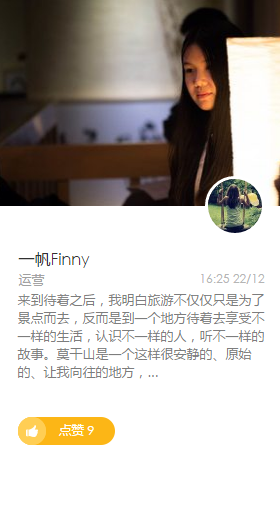 一帆Finny
运营 16:25 22/12
来到待着之后，我明白旅游不仅仅只是为了
景点而去，反而是到一个地方待着去享受不
一样的生活，认识不一样的人，听不一样的
故事。莫干山是一个这样很安静的、原始
的、让我向往的地方，...
点赞 9